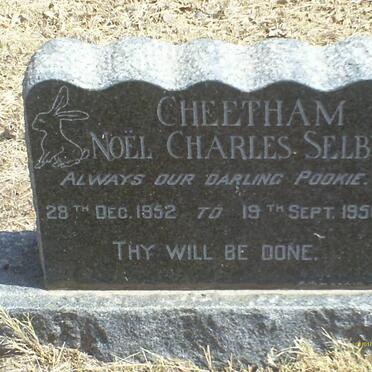 CHEETHAM
NOËL CHARLES SELB
ALWAYS OUR DARLING POOKIE.
28TH DEC. 1952 TO 19TH SEPT. 195
THY WILL BE DONE.